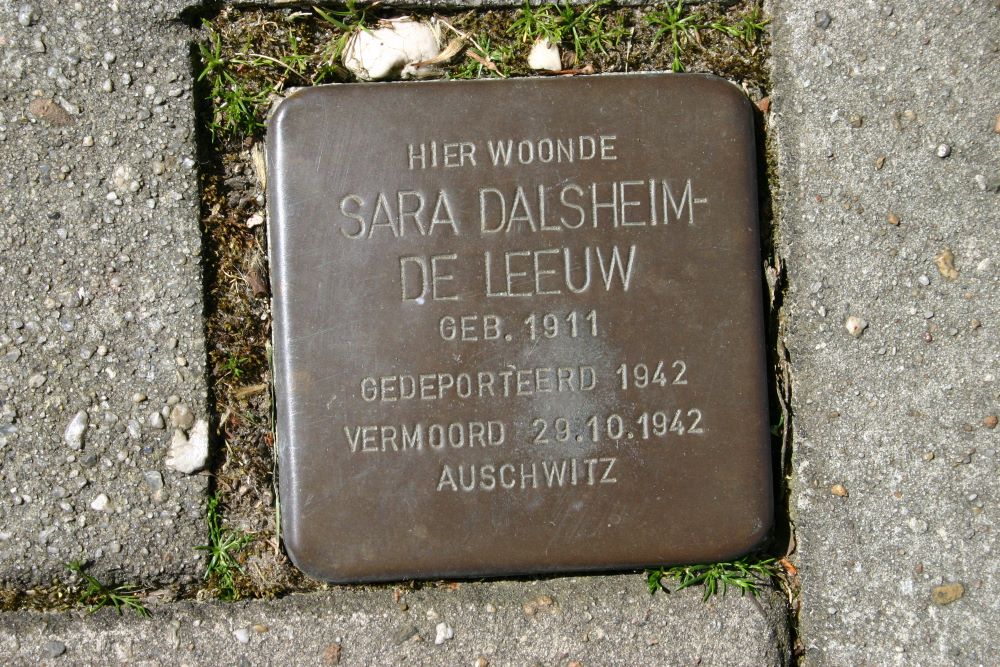 HIER WOONDE
SARA DALSHEIM-
DE LEEUW
GEB. 1911
GEDEPORTEERD 1942
VERMOORD 29.10.1942
AUSCHWITZ